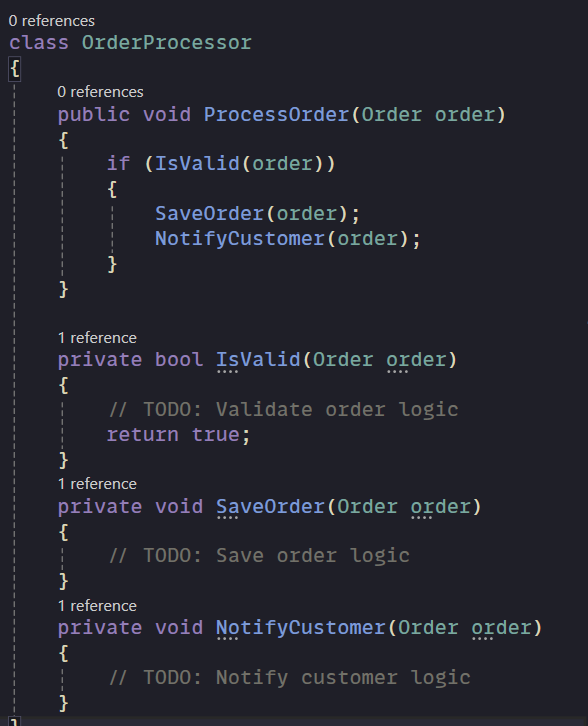 0 references
class OrderProcessor
{
0 references
public void ProcessOrder(Order order)
{
if (IsValid(order))
{
SaveOrder(order);
NotifyCustomer(order);
}
}
1 reference
private bool IsValid(Order order)
{
// TODO: Validate order logic
return true;
}
1 reference
private void SaveOrder(Order order)
{
// TODO: Save order logic
}
1 reference
private void NotifyCustomer(Order order)
{
// TODO: Notify customer logic
}
}